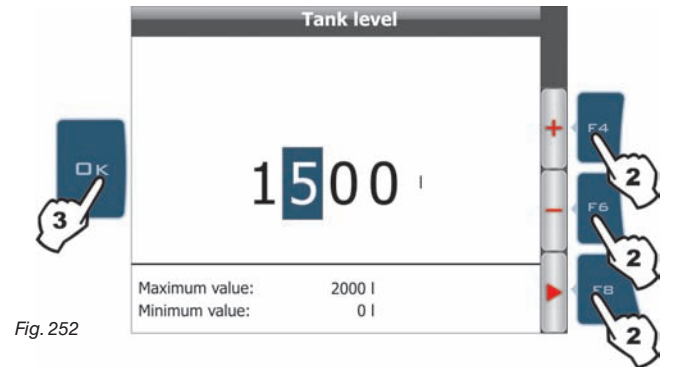 Tank level
+
F4
2
OK
1500 l
3
−
F6
2
Maximum value: 2000 l
Minimum value: 0 l
F8
2
Fig. 252